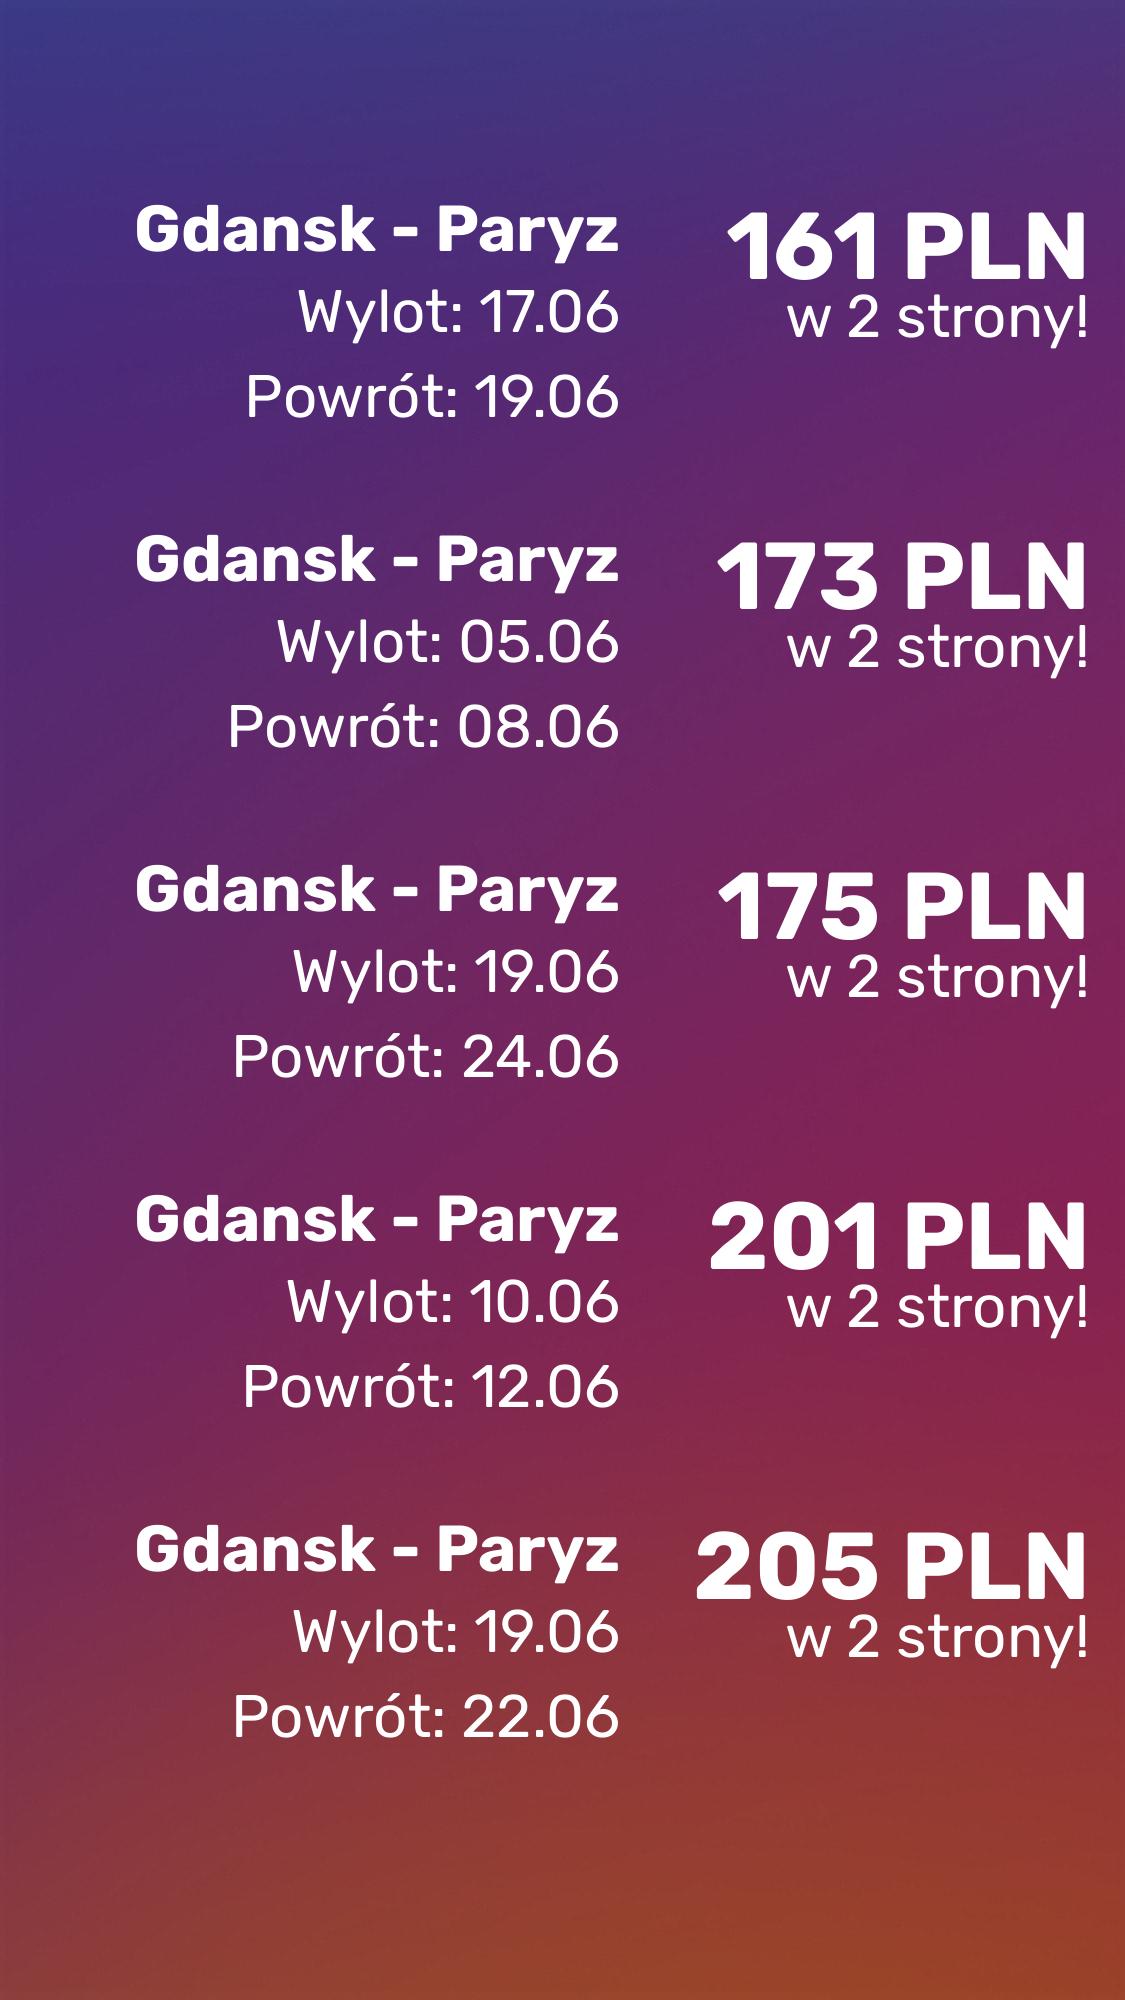 Gdansk - Paryz
Wylot: 17.06
Powrót: 19.06
161 PLN
w 2 strony!
Gdansk - Paryz
Wylot: 05.06
Powrót: 08.06
173 PLN
w 2 strony!
Gdansk - Paryz
Wylot: 19.06
Powrót: 24.06
175 PLN
w 2 strony!
Gdansk - Paryz
Wylot: 10.06
Powrót: 12.06
201 PLN
w 2 strony!
Gdansk - Paryz
Wylot: 19.06
Powrót: 22.06
205 PLN
w 2 strony!